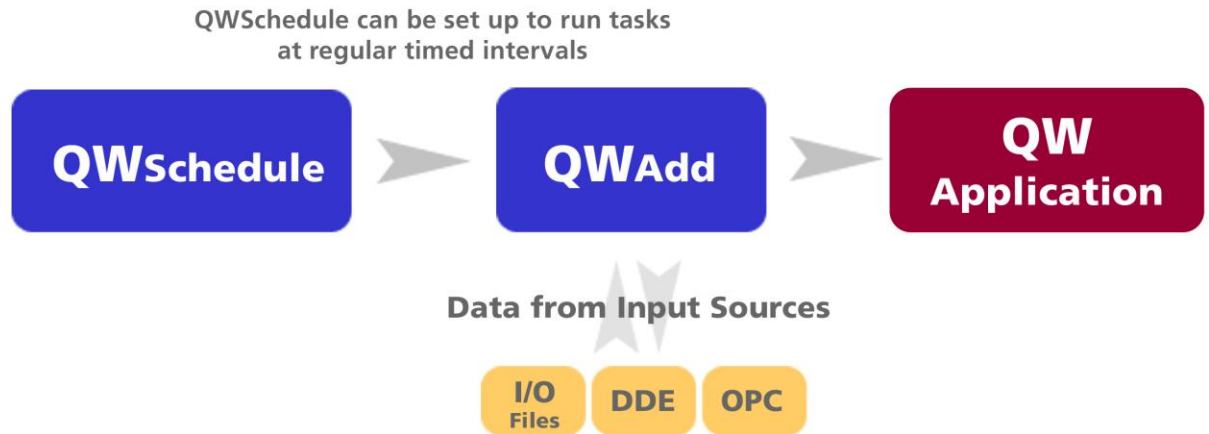 QWSchedule can be set up to run tasks
at regular timed intervals
QWSchedule
QWAdd
QW
Application
Data from Input Sources
I/O
Files
DDE
OPC